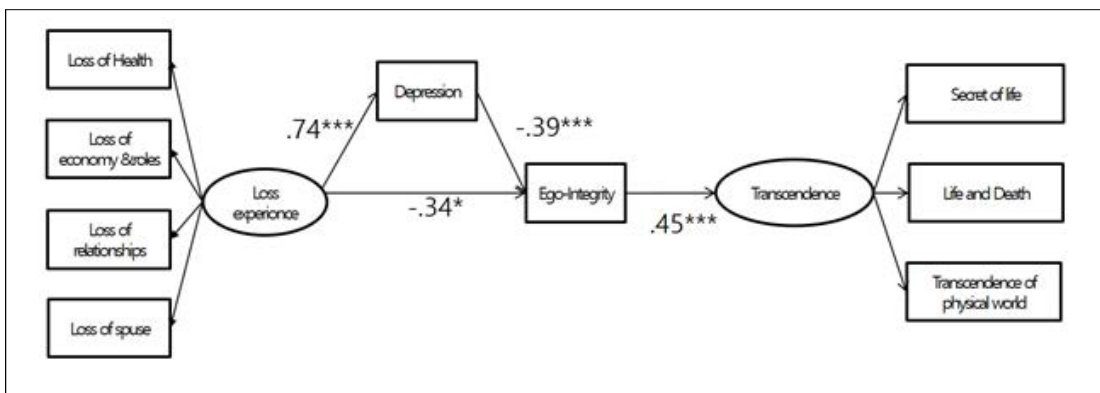 Loss of Health
Loss of
economy &roles
Loss of
relationships
Loss of spuse
Loss
experience
.74***
Depression
-.39***
-.34*
Ego-Integrity
.45***
Transcendence
Secret of life
Life and Death
Transcendence of
physical world